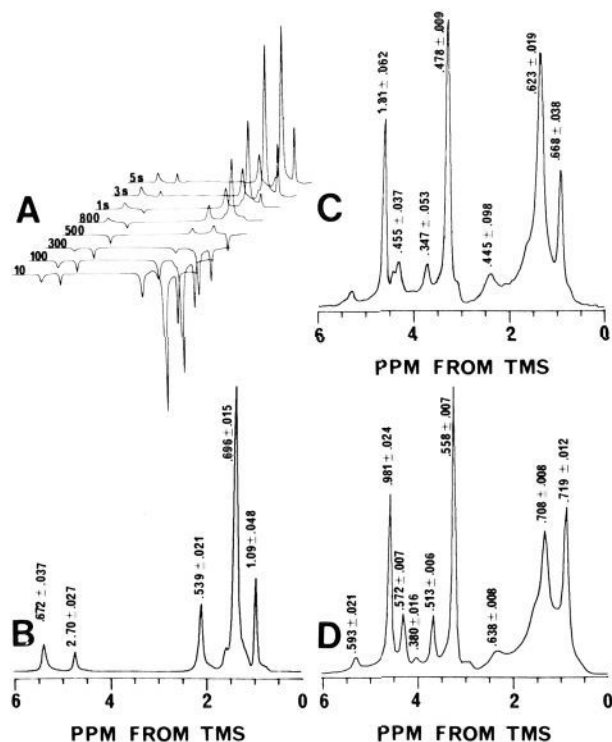 A
5s
3s
1s
800
500
300
100
10
C
1.81 ± .062
.455 ± .037
.347 ± .053
.478 ± .009
.445 ± .098
.623 ± .019
.668 ± .038
6 4 2 0
PPM FROM TMS
B
.672 ± .037
2.70 ± .027
.539 ± .021
.696 ± .015
1.09 ± .048
6 4 2 0
PPM FROM TMS
D
.593 ± .021
.981 ± .024
.572 ± .007
.380 ± .016
.513 ± .006
.558 ± .007
.638 ± .008
.708 ± .008
.719 ± .012
6 4 2 0
PPM FROM TMS